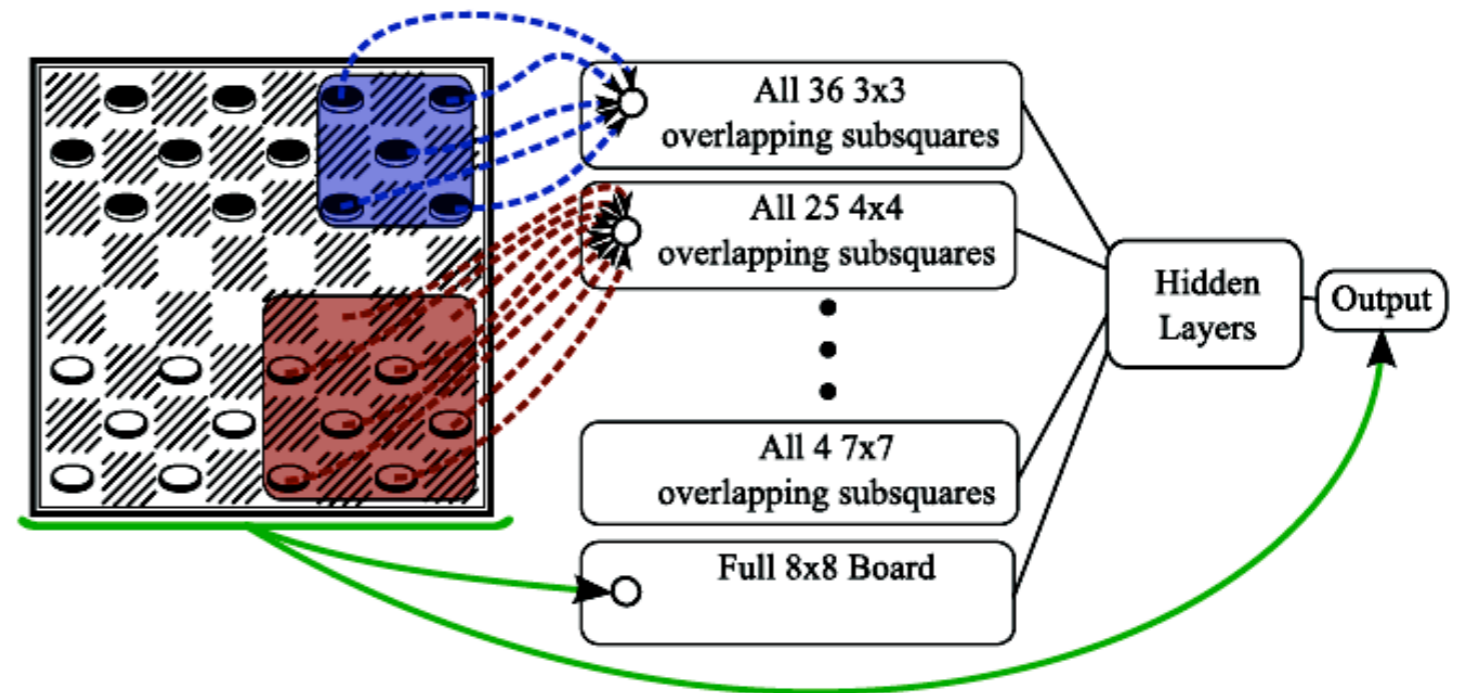 All 36 3x3
overlapping subsquares
All 25 4x4
overlapping subsquares
All 4 7x7
overlapping subsquares
Full 8x8 Board
Hidden
Layers
Output